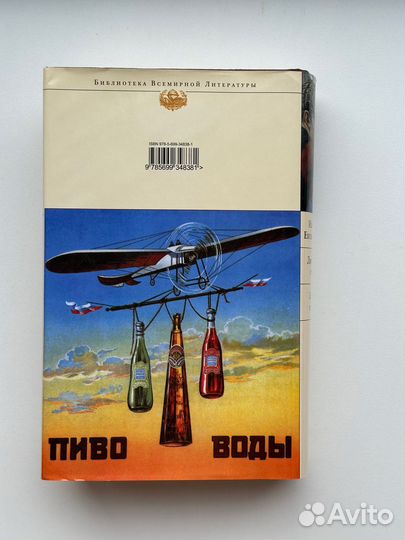 Библиотека Всемирной Литературы
ISBN 978-5-699-34838-1
9 785699 348381 >
ПИВО ВОДЫ
Avito